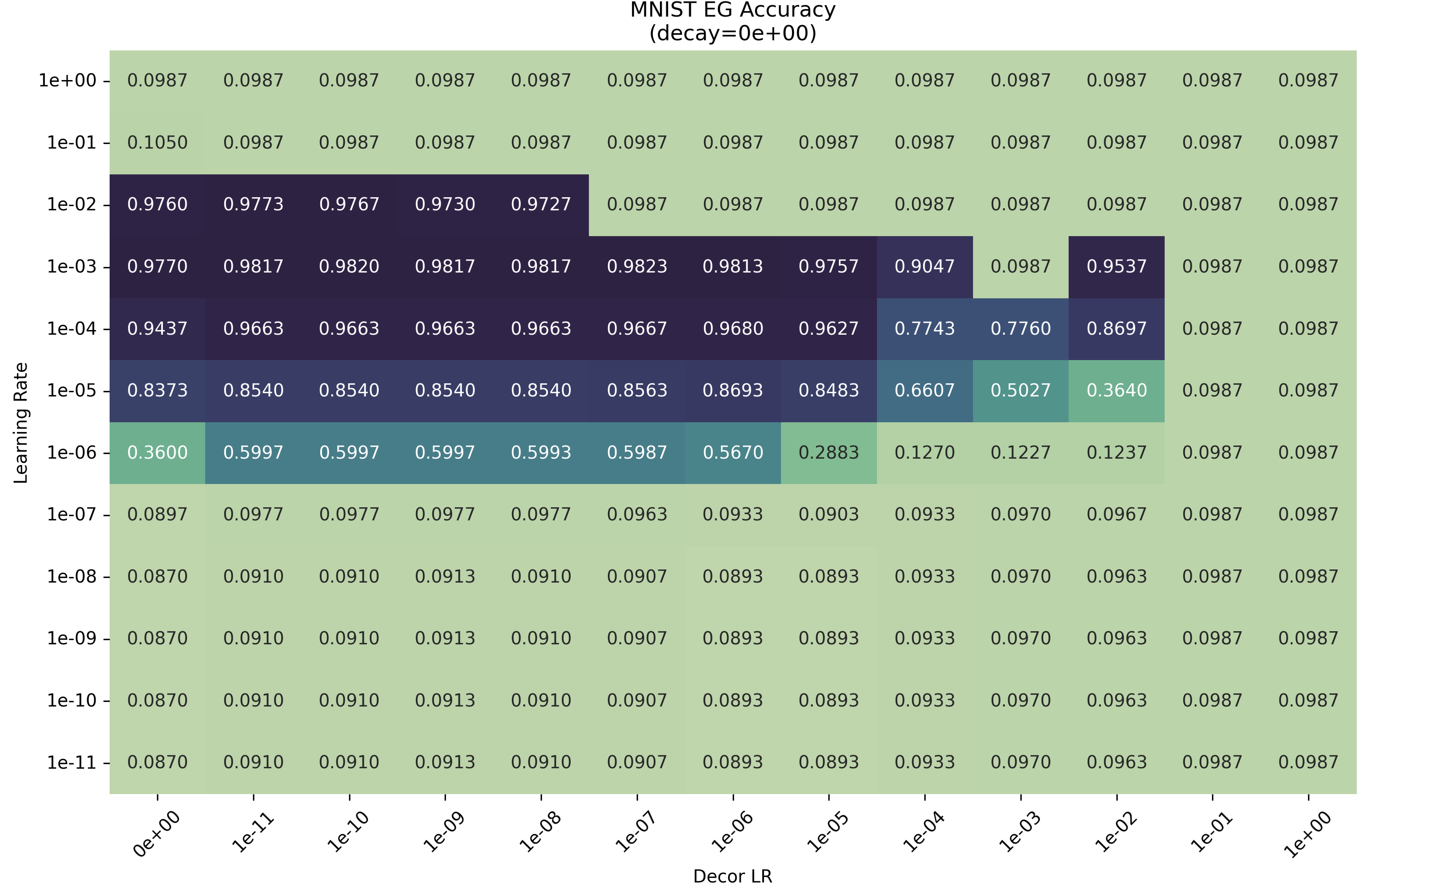 MNIST EG Accuracy
(decay=0e+00)
1e+00 0.0987 0.0987 0.0987 0.0987 0.0987 0.0987 0.0987 0.0987 0.0987 0.0987 0.0987 0.0987 0.0987
1e-01 0.1050 0.0987 0.0987 0.0987 0.0987 0.0987 0.0987 0.0987 0.0987 0.0987 0.0987 0.0987 0.0987
1e-02 0.9760 0.9773 0.9767 0.9730 0.9727 0.0987 0.0987 0.0987 0.0987 0.0987 0.0987 0.0987 0.0987
1e-03 0.9770 0.9817 0.9820 0.9817 0.9817 0.9823 0.9813 0.9757 0.9047 0.0987 0.9537 0.0987 0.0987
1e-04 0.9437 0.9663 0.9663 0.9663 0.9663 0.9667 0.9680 0.9627 0.7743 0.7760 0.8697 0.0987 0.0987
1e-05 0.8373 0.8540 0.8540 0.8540 0.8540 0.8563 0.8693 0.8483 0.6607 0.5027 0.3640 0.0987 0.0987
1e-06 0.3600 0.5997 0.5997 0.5997 0.5993 0.5987 0.5670 0.2883 0.1270 0.1227 0.1237 0.0987 0.0987
1e-07 0.0897 0.0977 0.0977 0.0977 0.0977 0.0963 0.0933 0.0903 0.0933 0.0970 0.0967 0.0987 0.0987
1e-08 0.0870 0.0910 0.0910 0.0913 0.0910 0.0907 0.0893 0.0893 0.0933 0.0970 0.0963 0.0987 0.0987
1e-09 0.0870 0.0910 0.0910 0.0913 0.0910 0.0907 0.0893 0.0893 0.0933 0.0970 0.0963 0.0987 0.0987
1e-10 0.0870 0.0910 0.0910 0.0913 0.0910 0.0907 0.0893 0.0893 0.0933 0.0970 0.0963 0.0987 0.0987
1e-11 0.0870 0.0910 0.0910 0.0913 0.0910 0.0907 0.0893 0.0893 0.0933 0.0970 0.0963 0.0987 0.0987
Learning Rate
0e+00 1e-11 1e-10 1e-09 1e-08 1e-07 1e-06 1e-05 1e-04 1e-03 1e-02 1e-01 1e+00
Decor LR